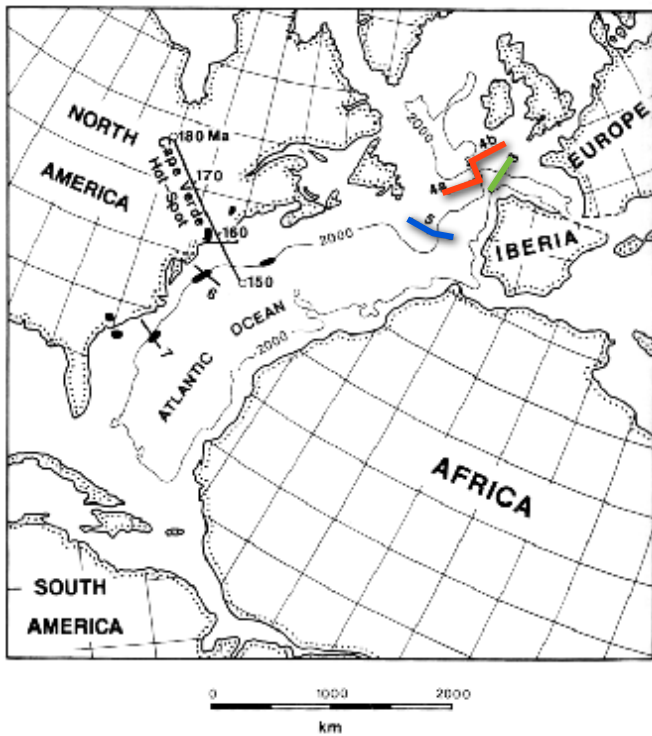 NORTH
AMERICA
180 Ma
170
160
150
Cape Verde
Hot-Spot
2000
4b
4a
5
6
7
2000
2000
EUROPE
IBERIA
ATLANTIC OCEAN
AFRICA
SOUTH
AMERICA
0 1000 2000
km